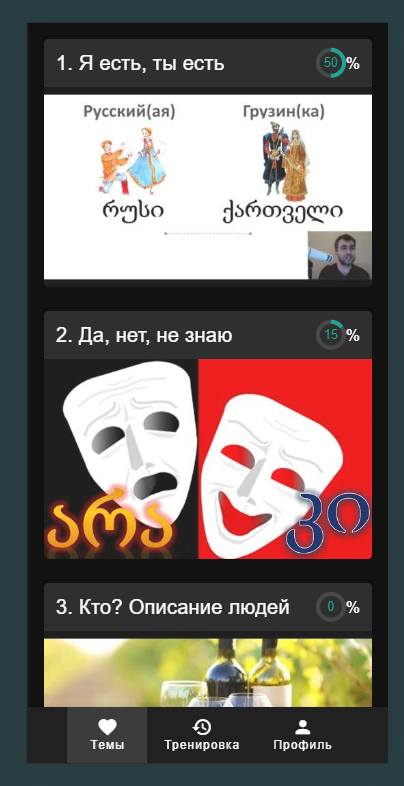 1. Я есть, ты есть
50 %
Русский(ая)
Грузин(ка)
რუსი
ქართველი
2. Да, нет, не знаю
15 %
არა
კი
3. Кто? Описание людей
0 %
Темы
Тренировка
Профиль